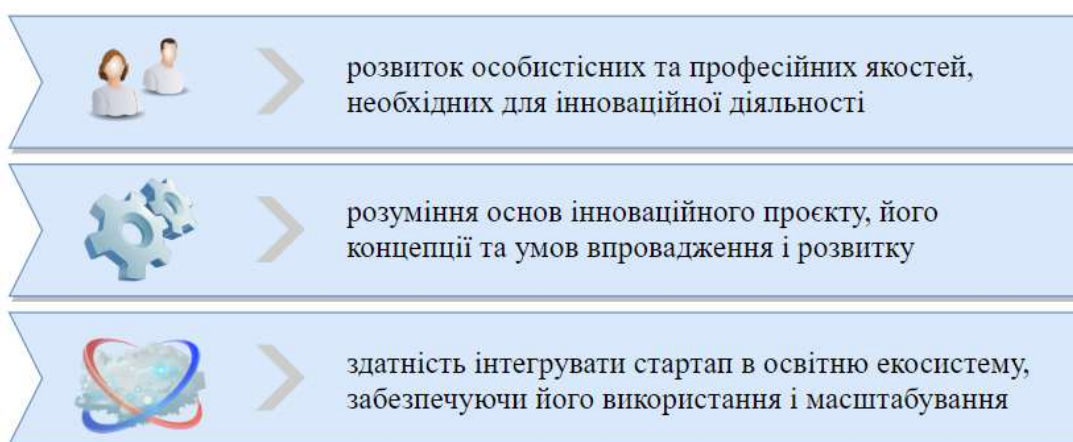 розвиток особистісних та професійних якостей,
необхідних для інноваційної діяльності
розуміння основ інноваційного проєкту, його
концепції та умов впровадження і розвитку
здатність інтегрувати стартап в освітню екосистему,
забезпечуючи його використання і масштабування